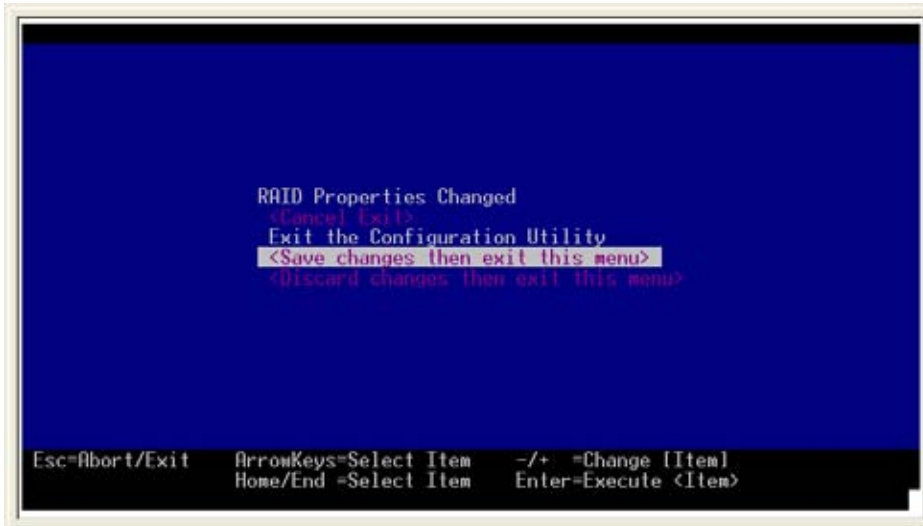 RAID Properties Changed
<Cancel Exit>
Exit the Configuration Utility
<Save changes then exit this menu>
<Discard changes then exit this menu>
Esc=Abort/Exit ArrowKeys=Select Item -/+ =Change [Item]
Home/End =Select Item Enter=Execute <Item>